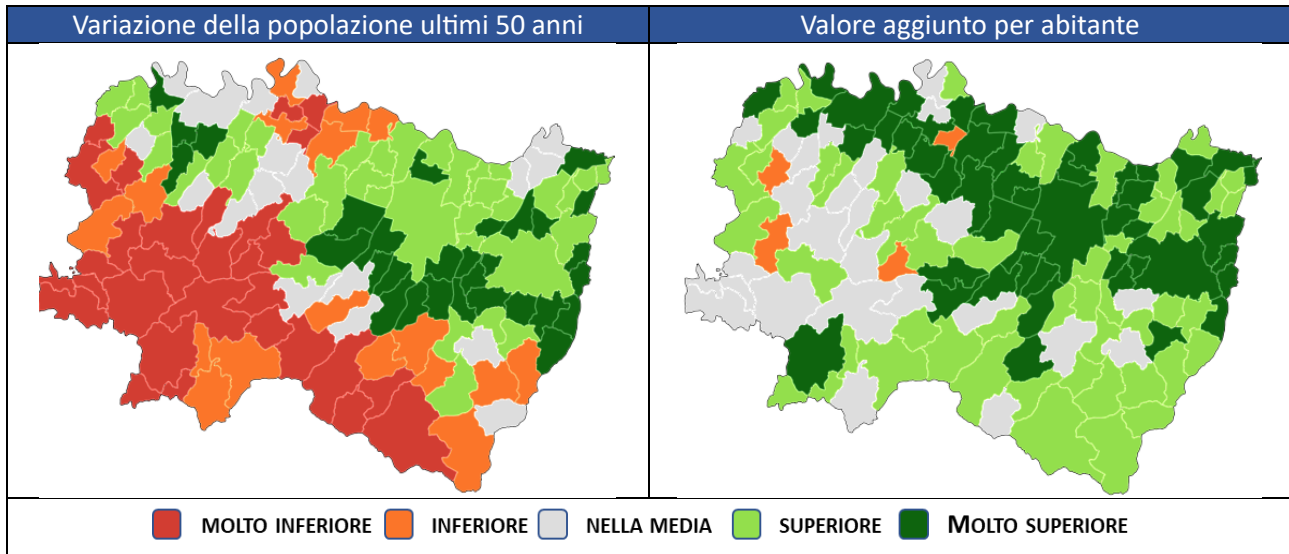 Variazione della popolazione ultimi 50 anni
Valore aggiunto per abitante
MOLTO INFERIORE INFERIORE NELLA MEDIA SUPERIORE MOLTO SUPERIORE